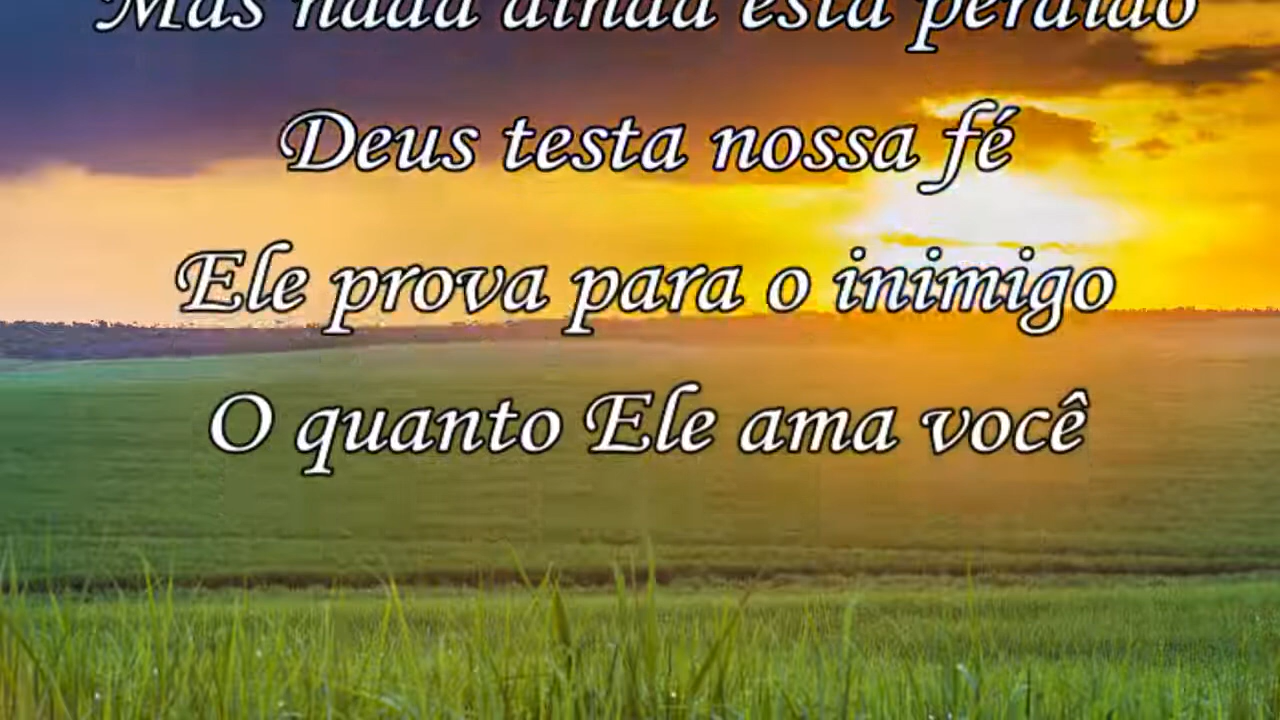 Mas nada ainda está perdido
Deus testa nossa fé
Ele prova para o inimigo
O quanto Ele ama você